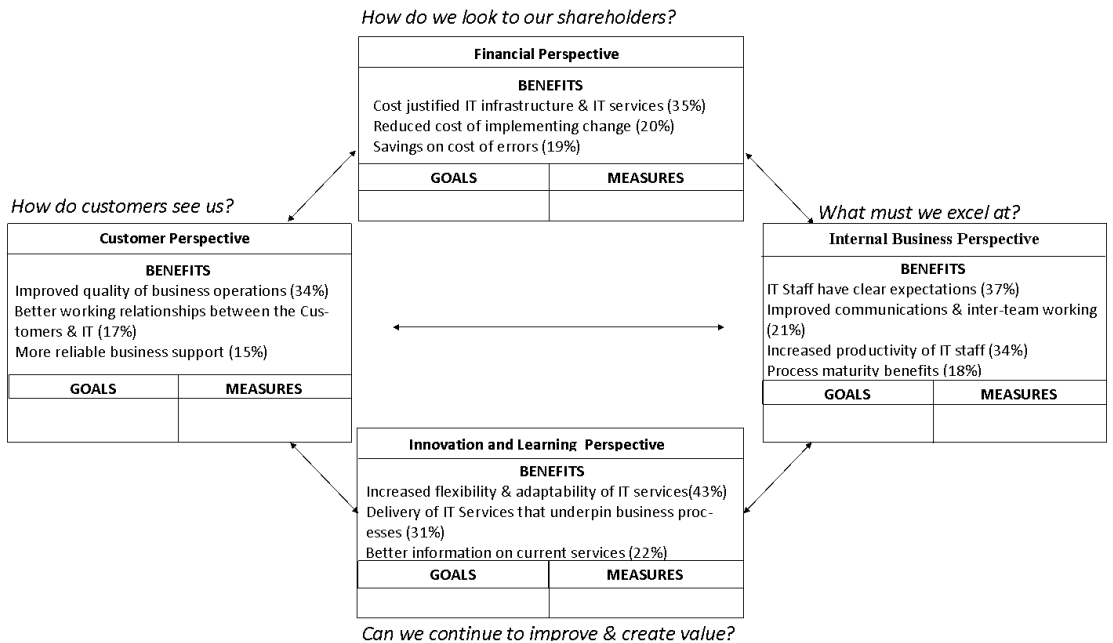 How do we look to our shareholders?
Financial Perspective
BENEFITS
Cost justified IT infrastructure & IT services (35%)
Reduced cost of implementing change (20%)
Savings on cost of errors (19%)
GOALS MEASURES
How do customers see us?
Customer Perspective
BENEFITS
Improved quality of business operations (34%)
Better working relationships between the Cus-
tomers & IT (17%)
More reliable business support (15%)
GOALS MEASURES
What must we excel at?
Internal Business Perspective
BENEFITS
IT Staff have clear expectations (37%)
Improved communications & inter-team working
(21%)
Increased productivity of IT staff (34%)
Process maturity benefits (18%)
GOALS MEASURES
Innovation and Learning Perspective
BENEFITS
Increased flexibility & adaptability of IT services(43%)
Delivery of IT Services that underpin business proc-
esses (31%)
Better information on current services (22%)
GOALS MEASURES
Can we continue to improve & create value?